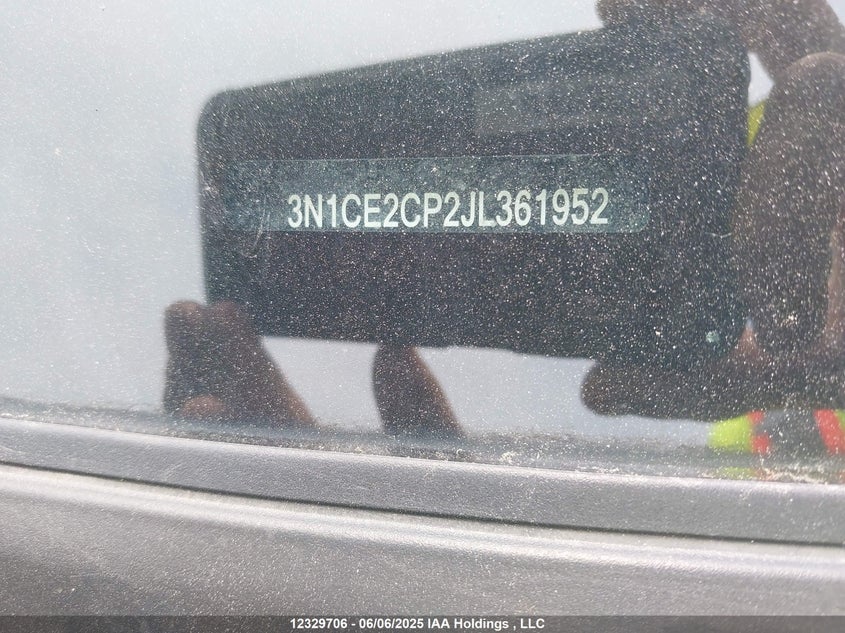 3N1CE2CP2JL361952
12329706 - 06/06/2025 IAA Holdings , LLC